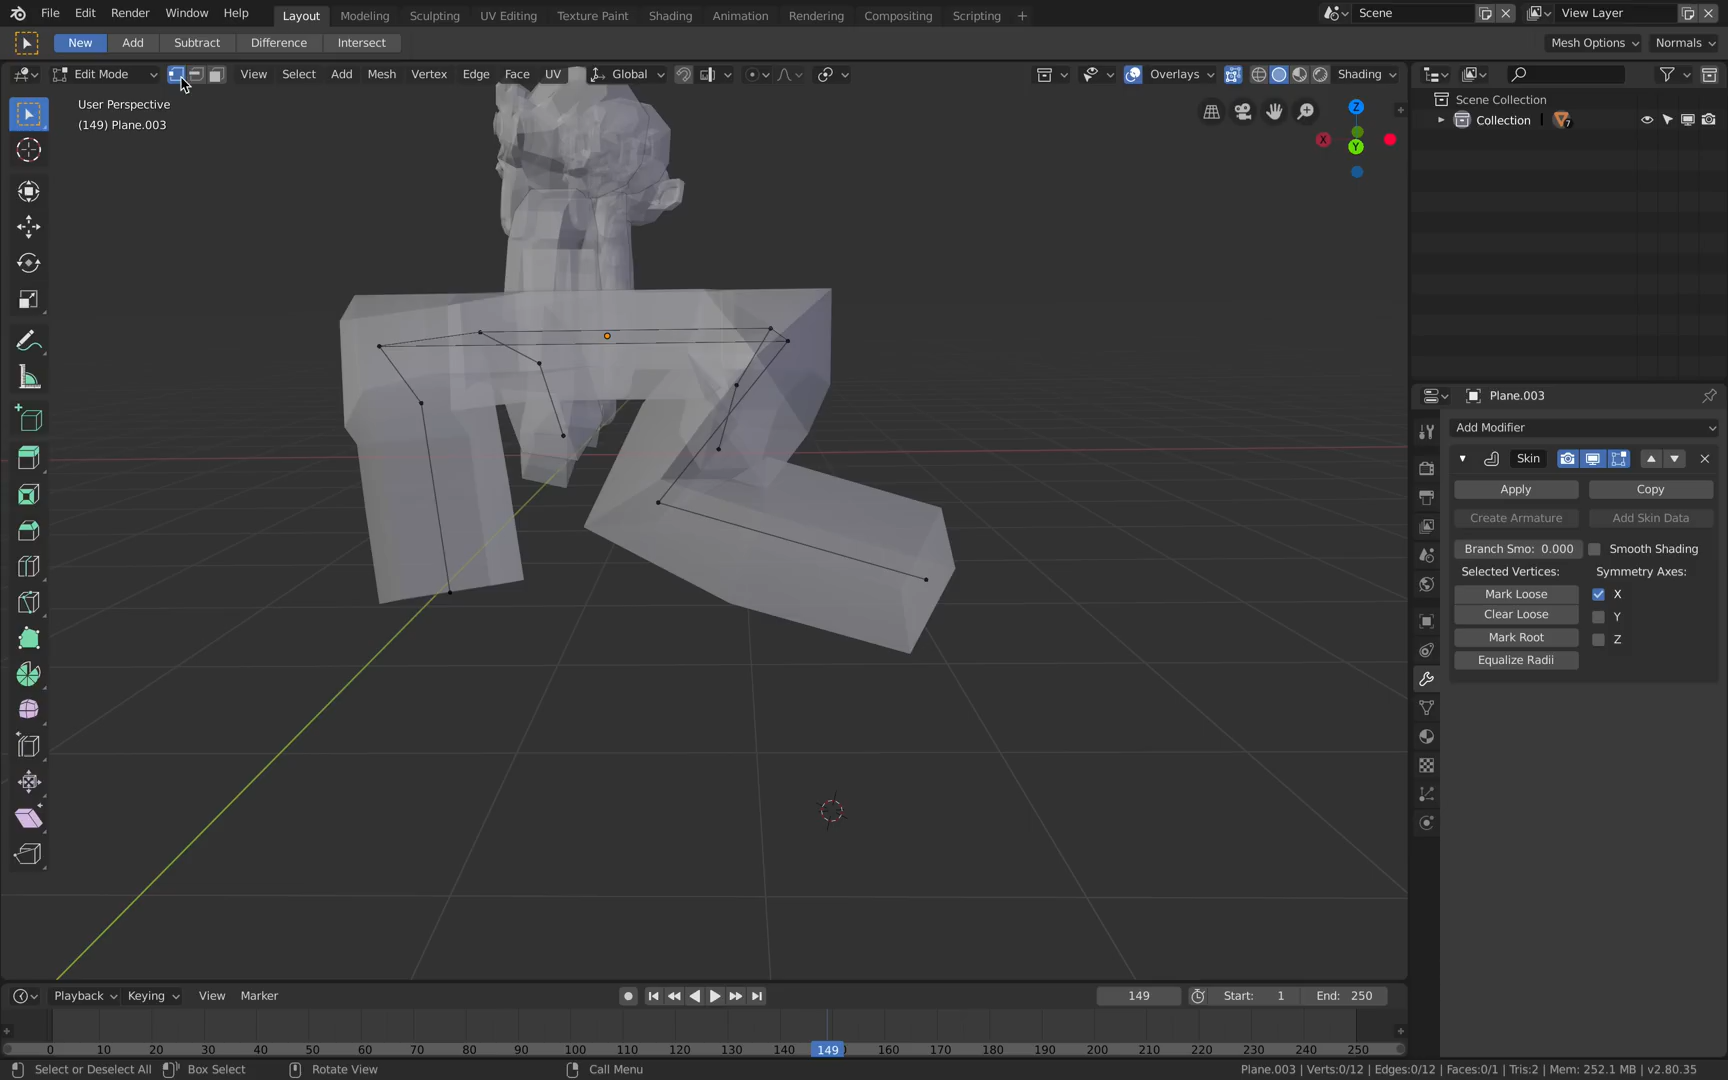 File Edit Render Window Help Layout Modeling Sculpting UV Editing Texture Paint Shading Animation Rendering Compositing Scripting + Scene View Layer
New Add Subtract Difference Intersect Mesh Options Normals
Edit Mode View Select Add Mesh Vertex Edge Face UV Global Overlays Shading
User Perspective
(149) Plane.003
Z
X
Y
Scene Collection
Collection 7
Plane.003
Add Modifier
Skin
Apply Copy
Create Armature Add Skin Data
Branch Smo: 0.000 Smooth Shading
Selected Vertices: Symmetry Axes:
Mark Loose X
Clear Loose Y
Mark Root Z
Equalize Radii
Playback Keying View Marker 149 Start: 1 End: 250
0 10 20 30 40 50 60 70 80 90 100 110 120 130 140 149 160 170 180 190 200 210 220 230 240 250
Select or Deselect All Box Select Rotate View Call Menu Plane.003 | Verts:0/12 | Edges:0/12 | Faces:0/1 | Tris:2 | Mem: 252.1 MB | v2.80.35